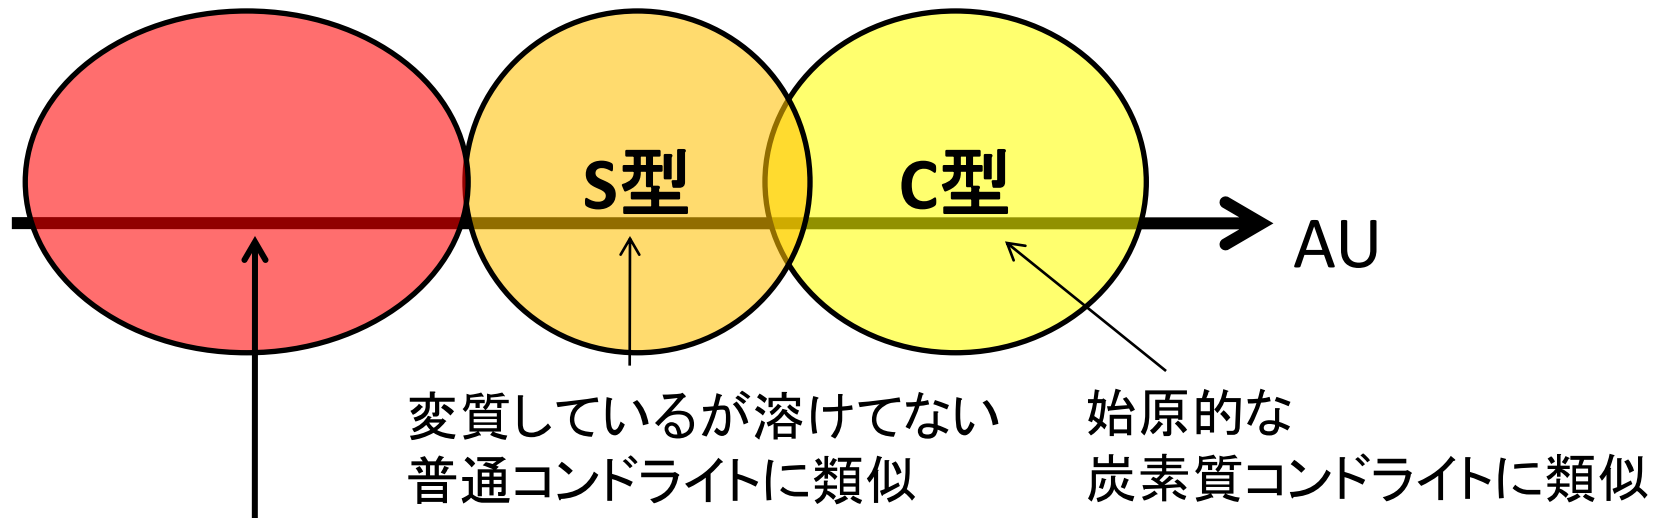 S型
C型
AU
変質しているが溶けてない
普通コンドライトに類似
始原的な
炭素質コンドライトに類似